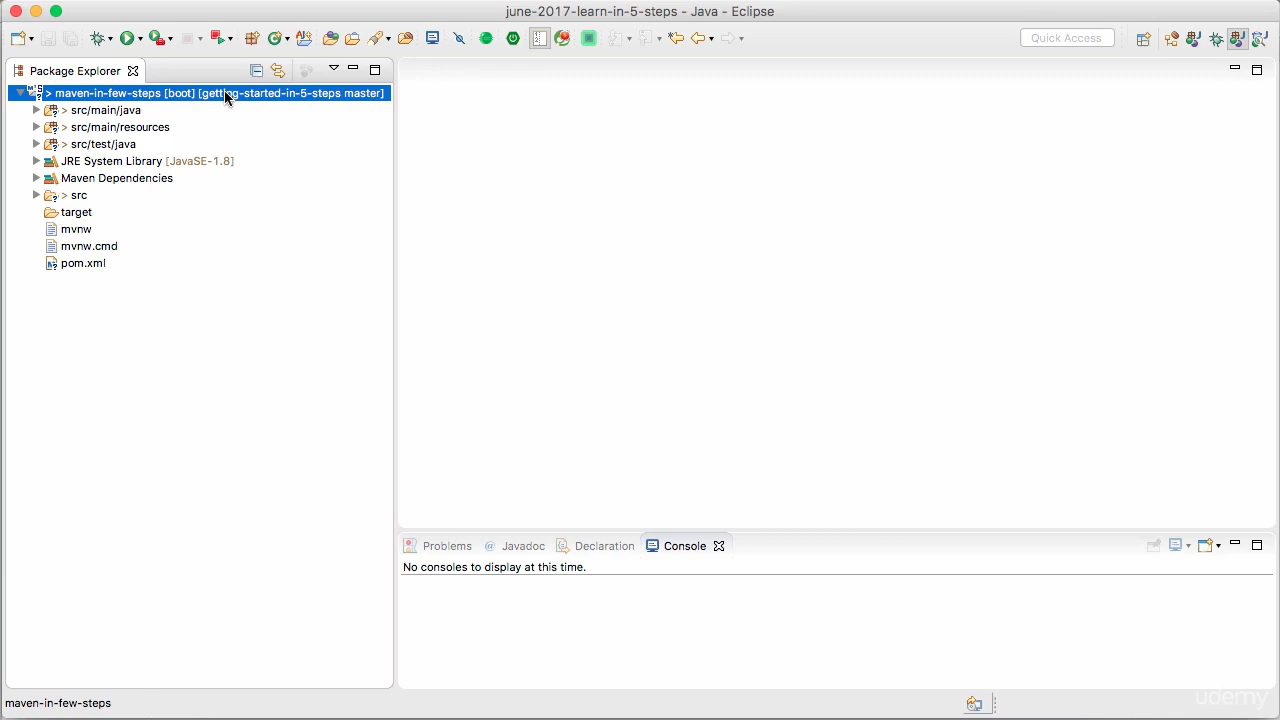 june-2017-learn-in-5-steps - Java - Eclipse
Quick Access
Package Explorer
> maven-in-few-steps [boot] [getting-started-in-5-steps master]
> src/main/java
> src/main/resources
> src/test/java
JRE System Library [JavaSE-1.8]
Maven Dependencies
> src
target
mvnw
mvnw.cmd
pom.xml
Problems @ Javadoc Declaration Console
No consoles to display at this time.
maven-in-few-steps
udemy